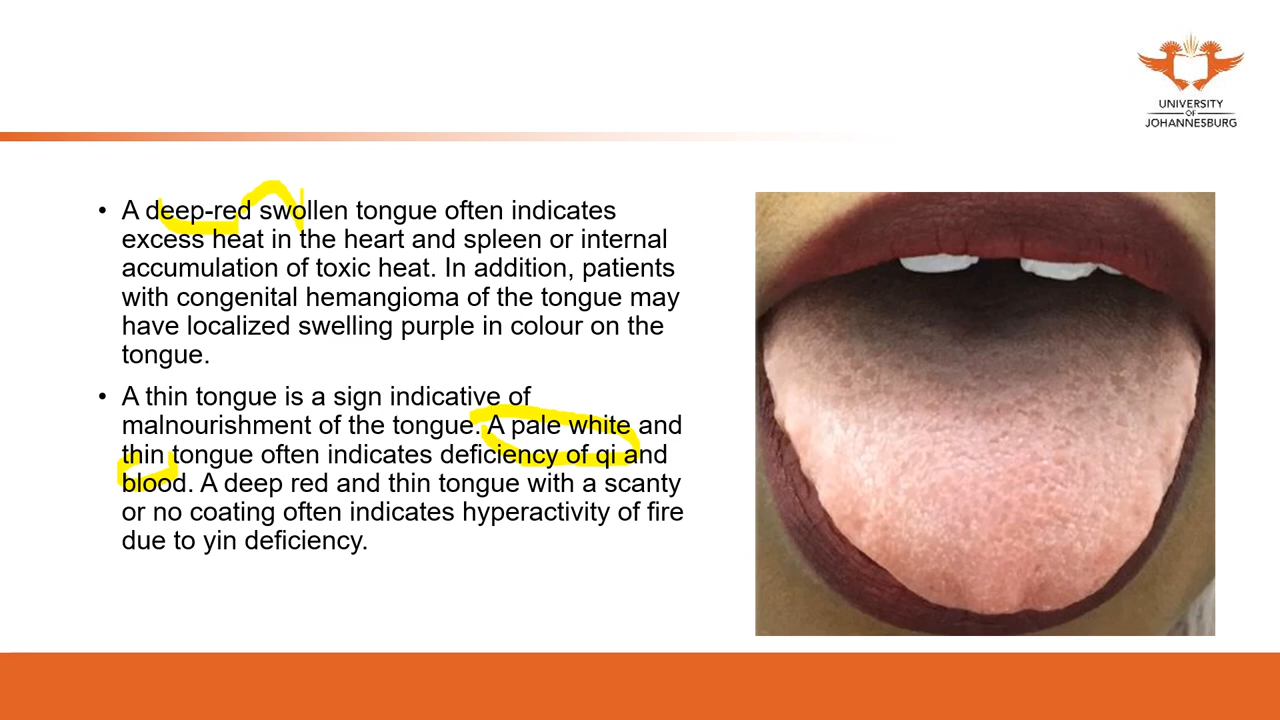 UNIVERSITY
OF
JOHANNESBURG
• A deep-red swollen tongue often indicates
excess heat in the heart and spleen or internal
accumulation of toxic heat. In addition, patients
with congenital hemangioma of the tongue may
have localized swelling purple in colour on the
tongue.
• A thin tongue is a sign indicative of
malnourishment of the tongue. A pale white and
thin tongue often indicates deficiency of qi and
blood. A deep red and thin tongue with a scanty
or no coating often indicates hyperactivity of fire
due to yin deficiency.